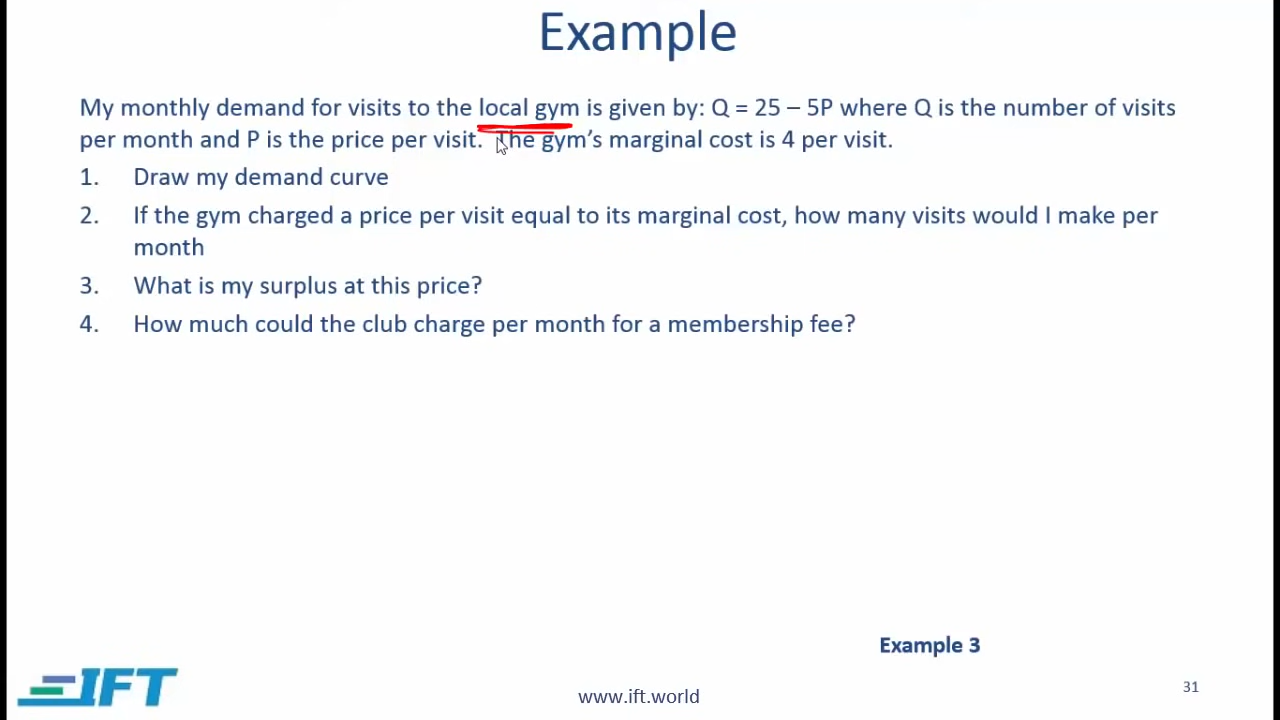 Example
My monthly demand for visits to the local gym is given by: Q = 25 – 5P where Q is the number of visits
per month and P is the price per visit. The gym’s marginal cost is 4 per visit.
1. Draw my demand curve
2. If the gym charged a price per visit equal to its marginal cost, how many visits would I make per
month
3. What is my surplus at this price?
4. How much could the club charge per month for a membership fee?
Example 3
IFT
www.ift.world
31